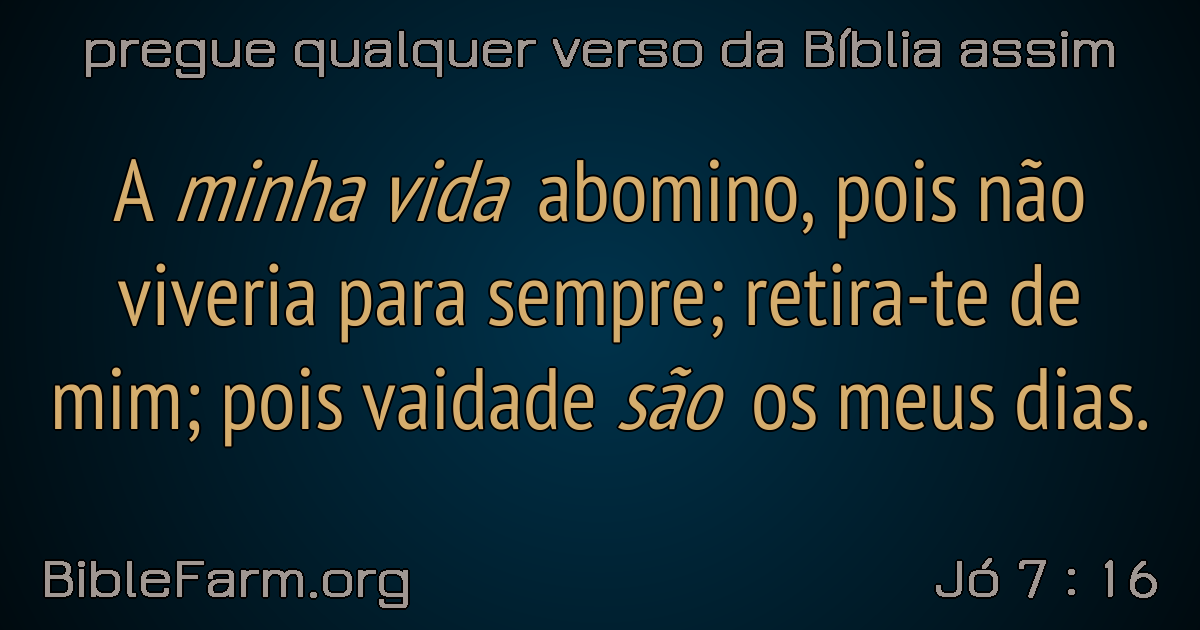 pregue qualquer verso da Bíblia assim
A minha vida abomino, pois não
viveria para sempre; retira-te de
mim; pois vaidade são os meus dias.
BibleFarm.org
Jó 7 : 16